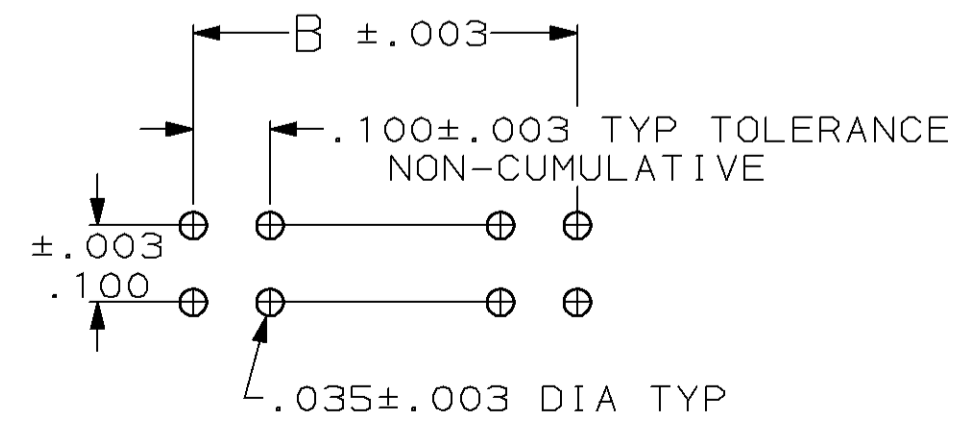 B ±.003
.100±.003 TYP TOLERANCE
NON-CUMULATIVE
±.003
.100
.035±.003 DIA TYP